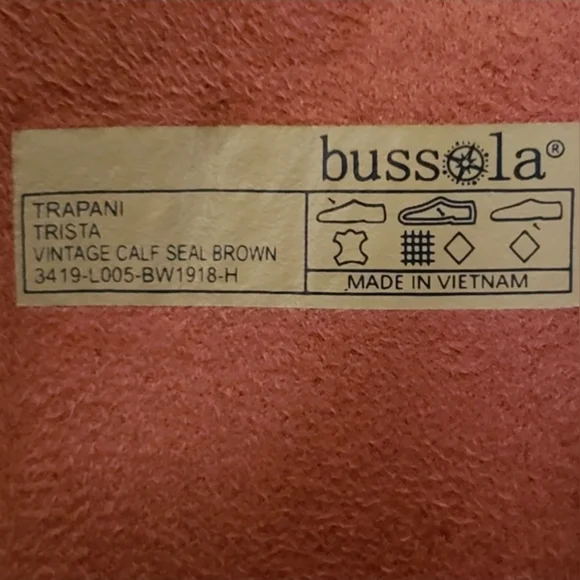 bussola®
TRAPANI
TRISTA
VINTAGE CALF SEAL BROWN
3419-L005-BW1918-H
MADE IN VIETNAM